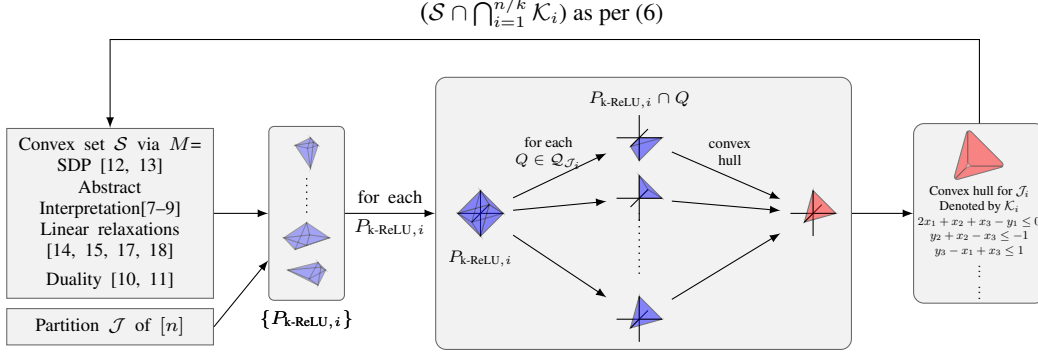 (𝒮 ∩ ⋂_{i=1}^{n/k} 𝒦_i) as per (6)
Convex set 𝒮 via M=
SDP [12, 13]
Abstract
Interpretation[7–9]
Linear relaxations
[14, 15, 17, 18]
Duality [10, 11]
Partition 𝒥 of [n]
{P_{k-ReLU, i}}
for each
P_{k-ReLU, i}
P_{k-ReLU, i}
for each
Q ∈ 𝒬_{𝒥_i}
P_{k-ReLU, i} ∩ Q
convex
hull
Convex hull for 𝒥_i
Denoted by 𝒦_i
2x_1 + x_2 + x_3 − y_1 ≤ 0
y_2 + x_2 − x_3 ≤ −1
y_3 − x_1 + x_3 ≤ 1